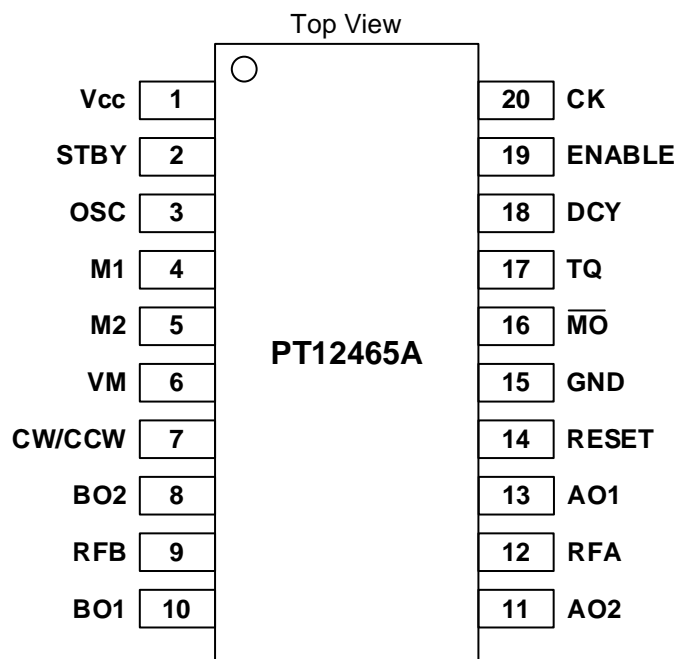 Top View
Vcc 1 20 CK
STBY 2 19 ENABLE
OSC 3 18 DCY
M1 4 17 TQ
M2 5 16 M̅O̅
PT12465A
VM 6 15 GND
CW/CCW 7 14 RESET
BO2 8 13 AO1
RFB 9 12 RFA
BO1 10 11 AO2